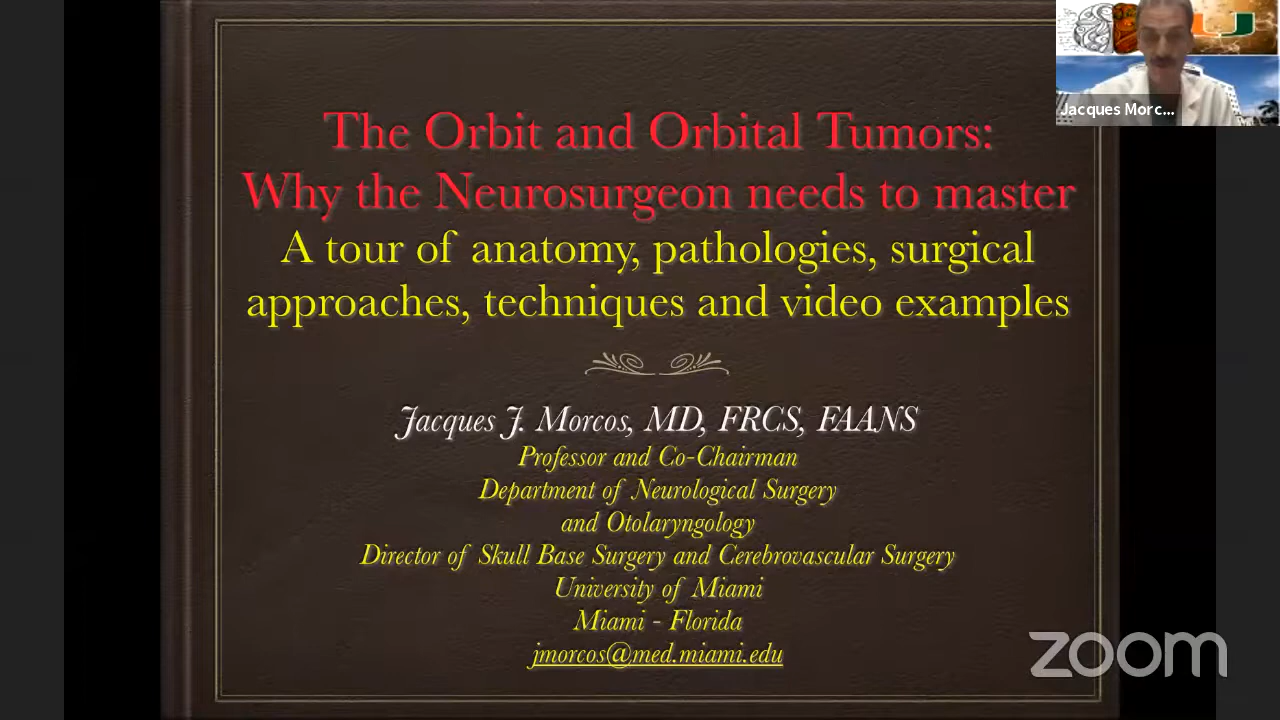 The Orbit and Orbital Tumors:
Why the Neurosurgeon needs to master
A tour of anatomy, pathologies, surgical
approaches, techniques and video examples
Jacques J. Morcos, MD, FRCS, FAANS
Professor and Co-Chairman
Department of Neurological Surgery
and Otolaryngology
Director of Skull Base Surgery and Cerebrovascular Surgery
University of Miami
Miami - Florida
jmorcos@med.miami.edu
Jacques Morc...
U
zoom